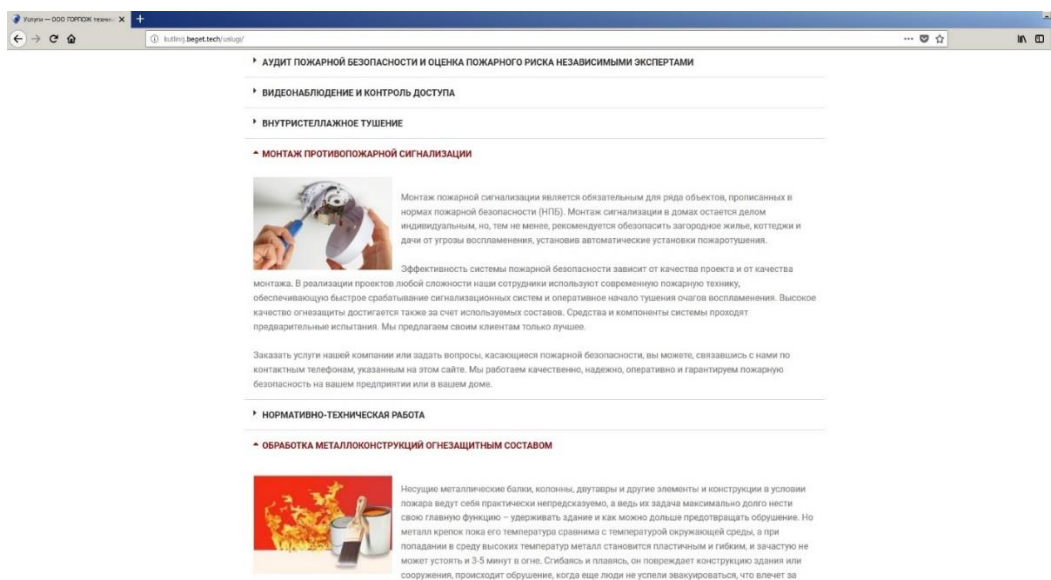 Услуги — ООО ГОРПОЖ техни
kutlinij.beget.tech/uslugi/
АУДИТ ПОЖАРНОЙ БЕЗОПАСНОСТИ И ОЦЕНКА ПОЖАРНОГО РИСКА НЕЗАВИСИМЫМИ ЭКСПЕРТАМИ
ВИДЕОНАБЛЮДЕНИЕ И КОНТРОЛЬ ДОСТУПА
ВНУТРИСТЕЛЛАЖНОЕ ТУШЕНИЕ
МОНТАЖ ПРОТИВОПОЖАРНОЙ СИГНАЛИЗАЦИИ
Монтаж пожарной сигнализации является обязательным для ряда объектов, прописанных в
нормах пожарной безопасности (НПБ). Монтаж сигнализации в домах остается делом
индивидуальным, но, тем не менее, рекомендуется обезопасить загородное жилье, коттеджи и
дачи от угрозы воспламенения, установив автоматические установки пожаротушения.
Эффективность системы пожарной безопасности зависит от качества проекта и от качества
монтажа. В реализации проектов любой сложности наши сотрудники используют современную пожарную технику,
обеспечивающую быстрое срабатывание сигнализационных систем и оперативное начало тушения очагов воспламенения. Высокое
качество огнезащиты достигается также за счет используемых составов. Средства и компоненты системы проходят
предварительные испытания. Мы предлагаем своим клиентам только лучшее.
Заказать услуги нашей компании или задать вопросы, касающиеся пожарной безопасности, вы можете, связавшись с нами по
контактным телефонам, указанным на этом сайте. Мы работаем качественно, надежно, оперативно и гарантируем пожарную
безопасность на вашем предприятии или в вашем доме.
НОРМАТИВНО-ТЕХНИЧЕСКАЯ РАБОТА
ОБРАБОТКА МЕТАЛЛОКОНСТРУКЦИЙ ОГНЕЗАЩИТНЫМ СОСТАВОМ
Несущие металлические балки, колонны, двутавры и другие элементы и конструкции в условии
пожара ведут себя практически непредсказуемо, а ведь их задача максимально долго нести
свою главную функцию – удерживать здание и как можно дольше предотвращать обрушение. Но
металл крепок пока его температура сравнима с температурой окружающей среды, а при
попадании в среду высоких температур металл становится пластичным и гибким, и зачастую не
может устоять и 3-5 минут в огне. Сгибаясь и плавясь, он повреждает конструкцию здания или
сооружения, происходит обрушение, когда еще люди не успели эвакуироваться, что влечет за